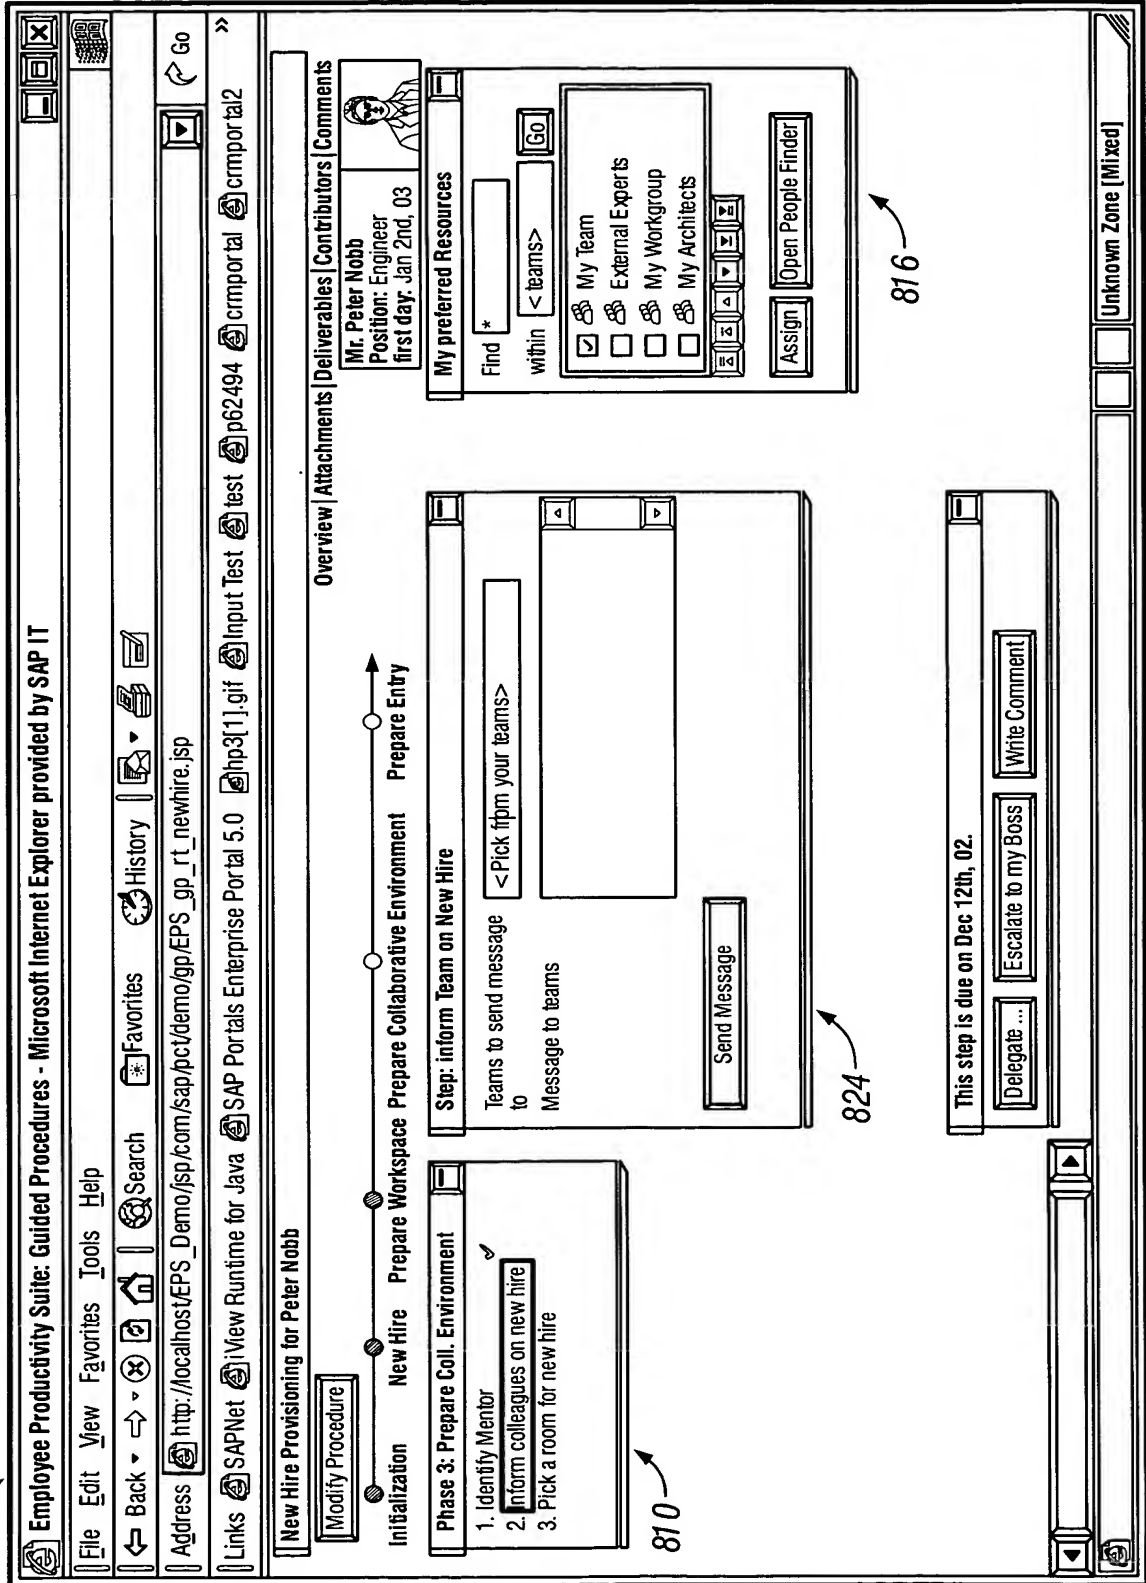 Employee Productivity Suite: Guided Procedures - Microsoft Internet Explorer provided by SAP IT
File Edit View Favorites Tools Help
Back Search Favorites History
Address http://localhost/EPS_Demo/jsp/com/sap/pct/demo/gp/EPS_gp_rt_newhire.jsp Go
Links SAPNet iView Runtime for Java SAP Portals Enterprise Portal 5.0 hp3[1].gif Input Test test p62494 crmportal crmportal2 »
New Hire Provisioning for Peter Nobb
Modify Procedure
Overview | Attachments | Deliverables | Contributors | Comments
Mr. Peter Nobb
Position: Engineer
first day: Jan 2nd, 03
Initialization New Hire Prepare Workspace Prepare Collaborative Environment Prepare Entry
Phase 3: Prepare Coll. Environment
1. Identify Mentor
2. Inform colleagues on new hire
3. Pick a room for new hire
810
Step: inform Team on New Hire
Teams to send message
to
<Pick from your teams>
Message to teams
Send Message
824
My preferred Resources
Find *
within < teams> Go
My Team
External Experts
My Workgroup
My Architects
Assign Open People Finder
816
This step is due on Dec 12th, 02.
Delegate ... Escalate to my Boss Write Comment
Unknown Zone [Mixed]